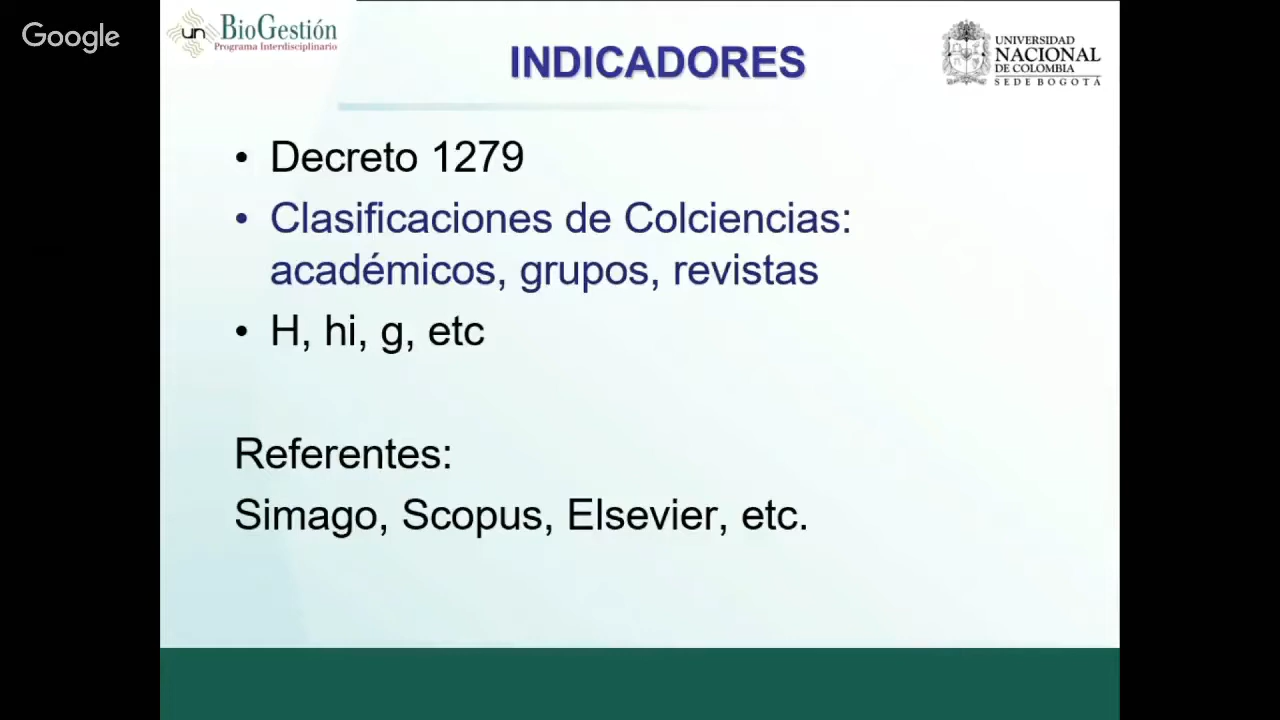 Google
un BioGestión
Programa Interdisciplinario
INDICADORES
UNIVERSIDAD
NACIONAL
DE COLOMBIA
SEDE BOGOTÁ
• Decreto 1279
• Clasificaciones de Colciencias:
académicos, grupos, revistas
• H, hi, g, etc
Referentes:
Simago, Scopus, Elsevier, etc.